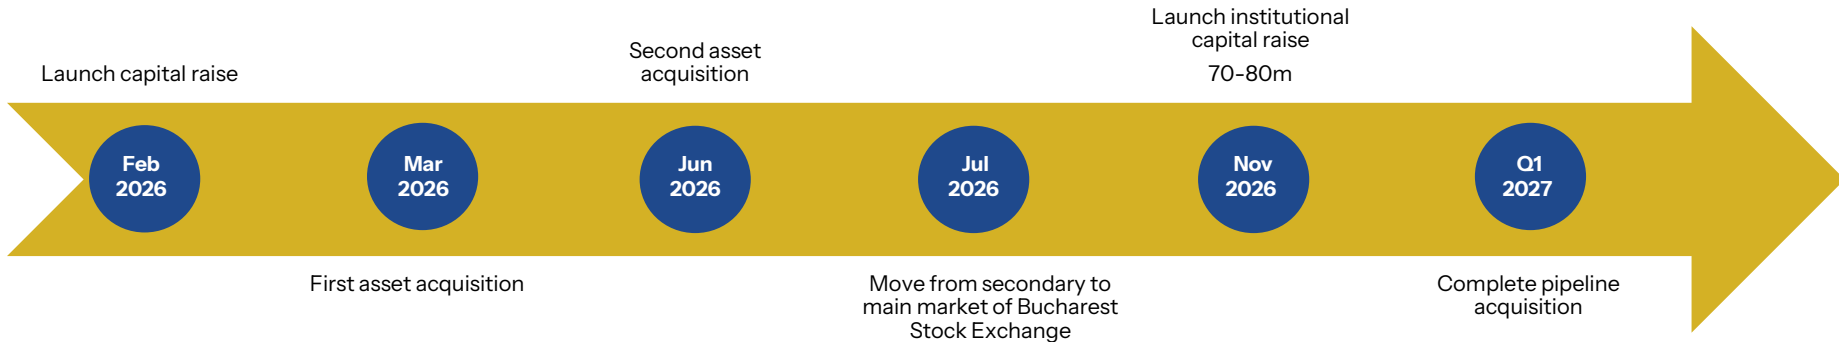 Launch capital raise
Feb
2026
Mar
2026
First asset acquisition
Second asset
acquisition
Jun
2026
Jul
2026
Move from secondary to
main market of Bucharest
Stock Exchange
Launch institutional
capital raise
70-80m
Nov
2026
Q1
2027
Complete pipeline
acquisition